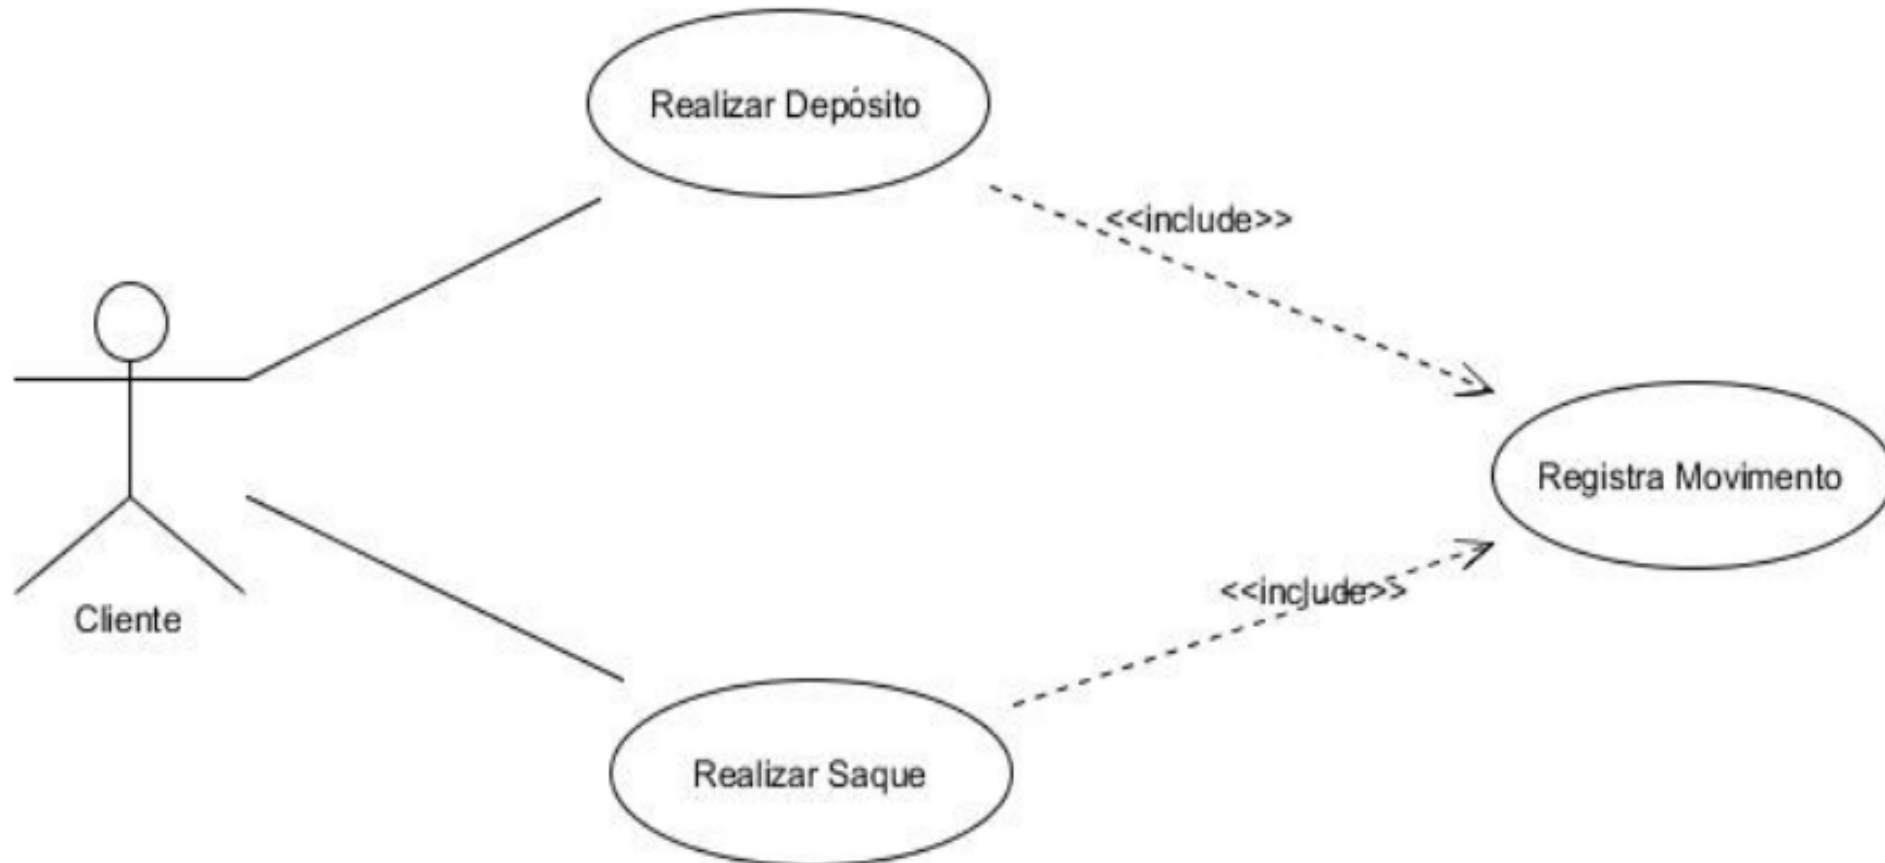 Realizar Depósito
<<include>>
Registra Movimento
<<include>>
Cliente
Realizar Saque